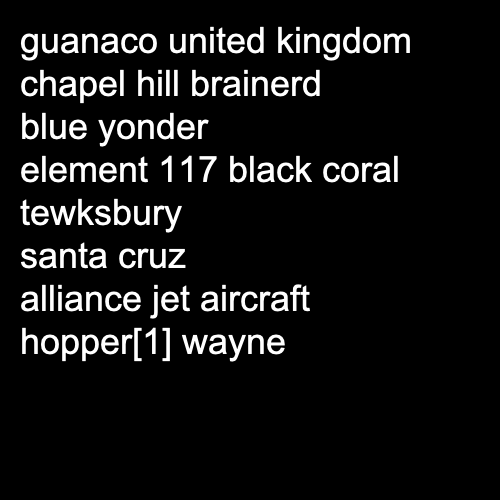 guanaco united kingdom
chapel hill brainerd
blue yonder
element 117 black coral
tewksbury
santa cruz
alliance jet aircraft
hopper[1] wayne